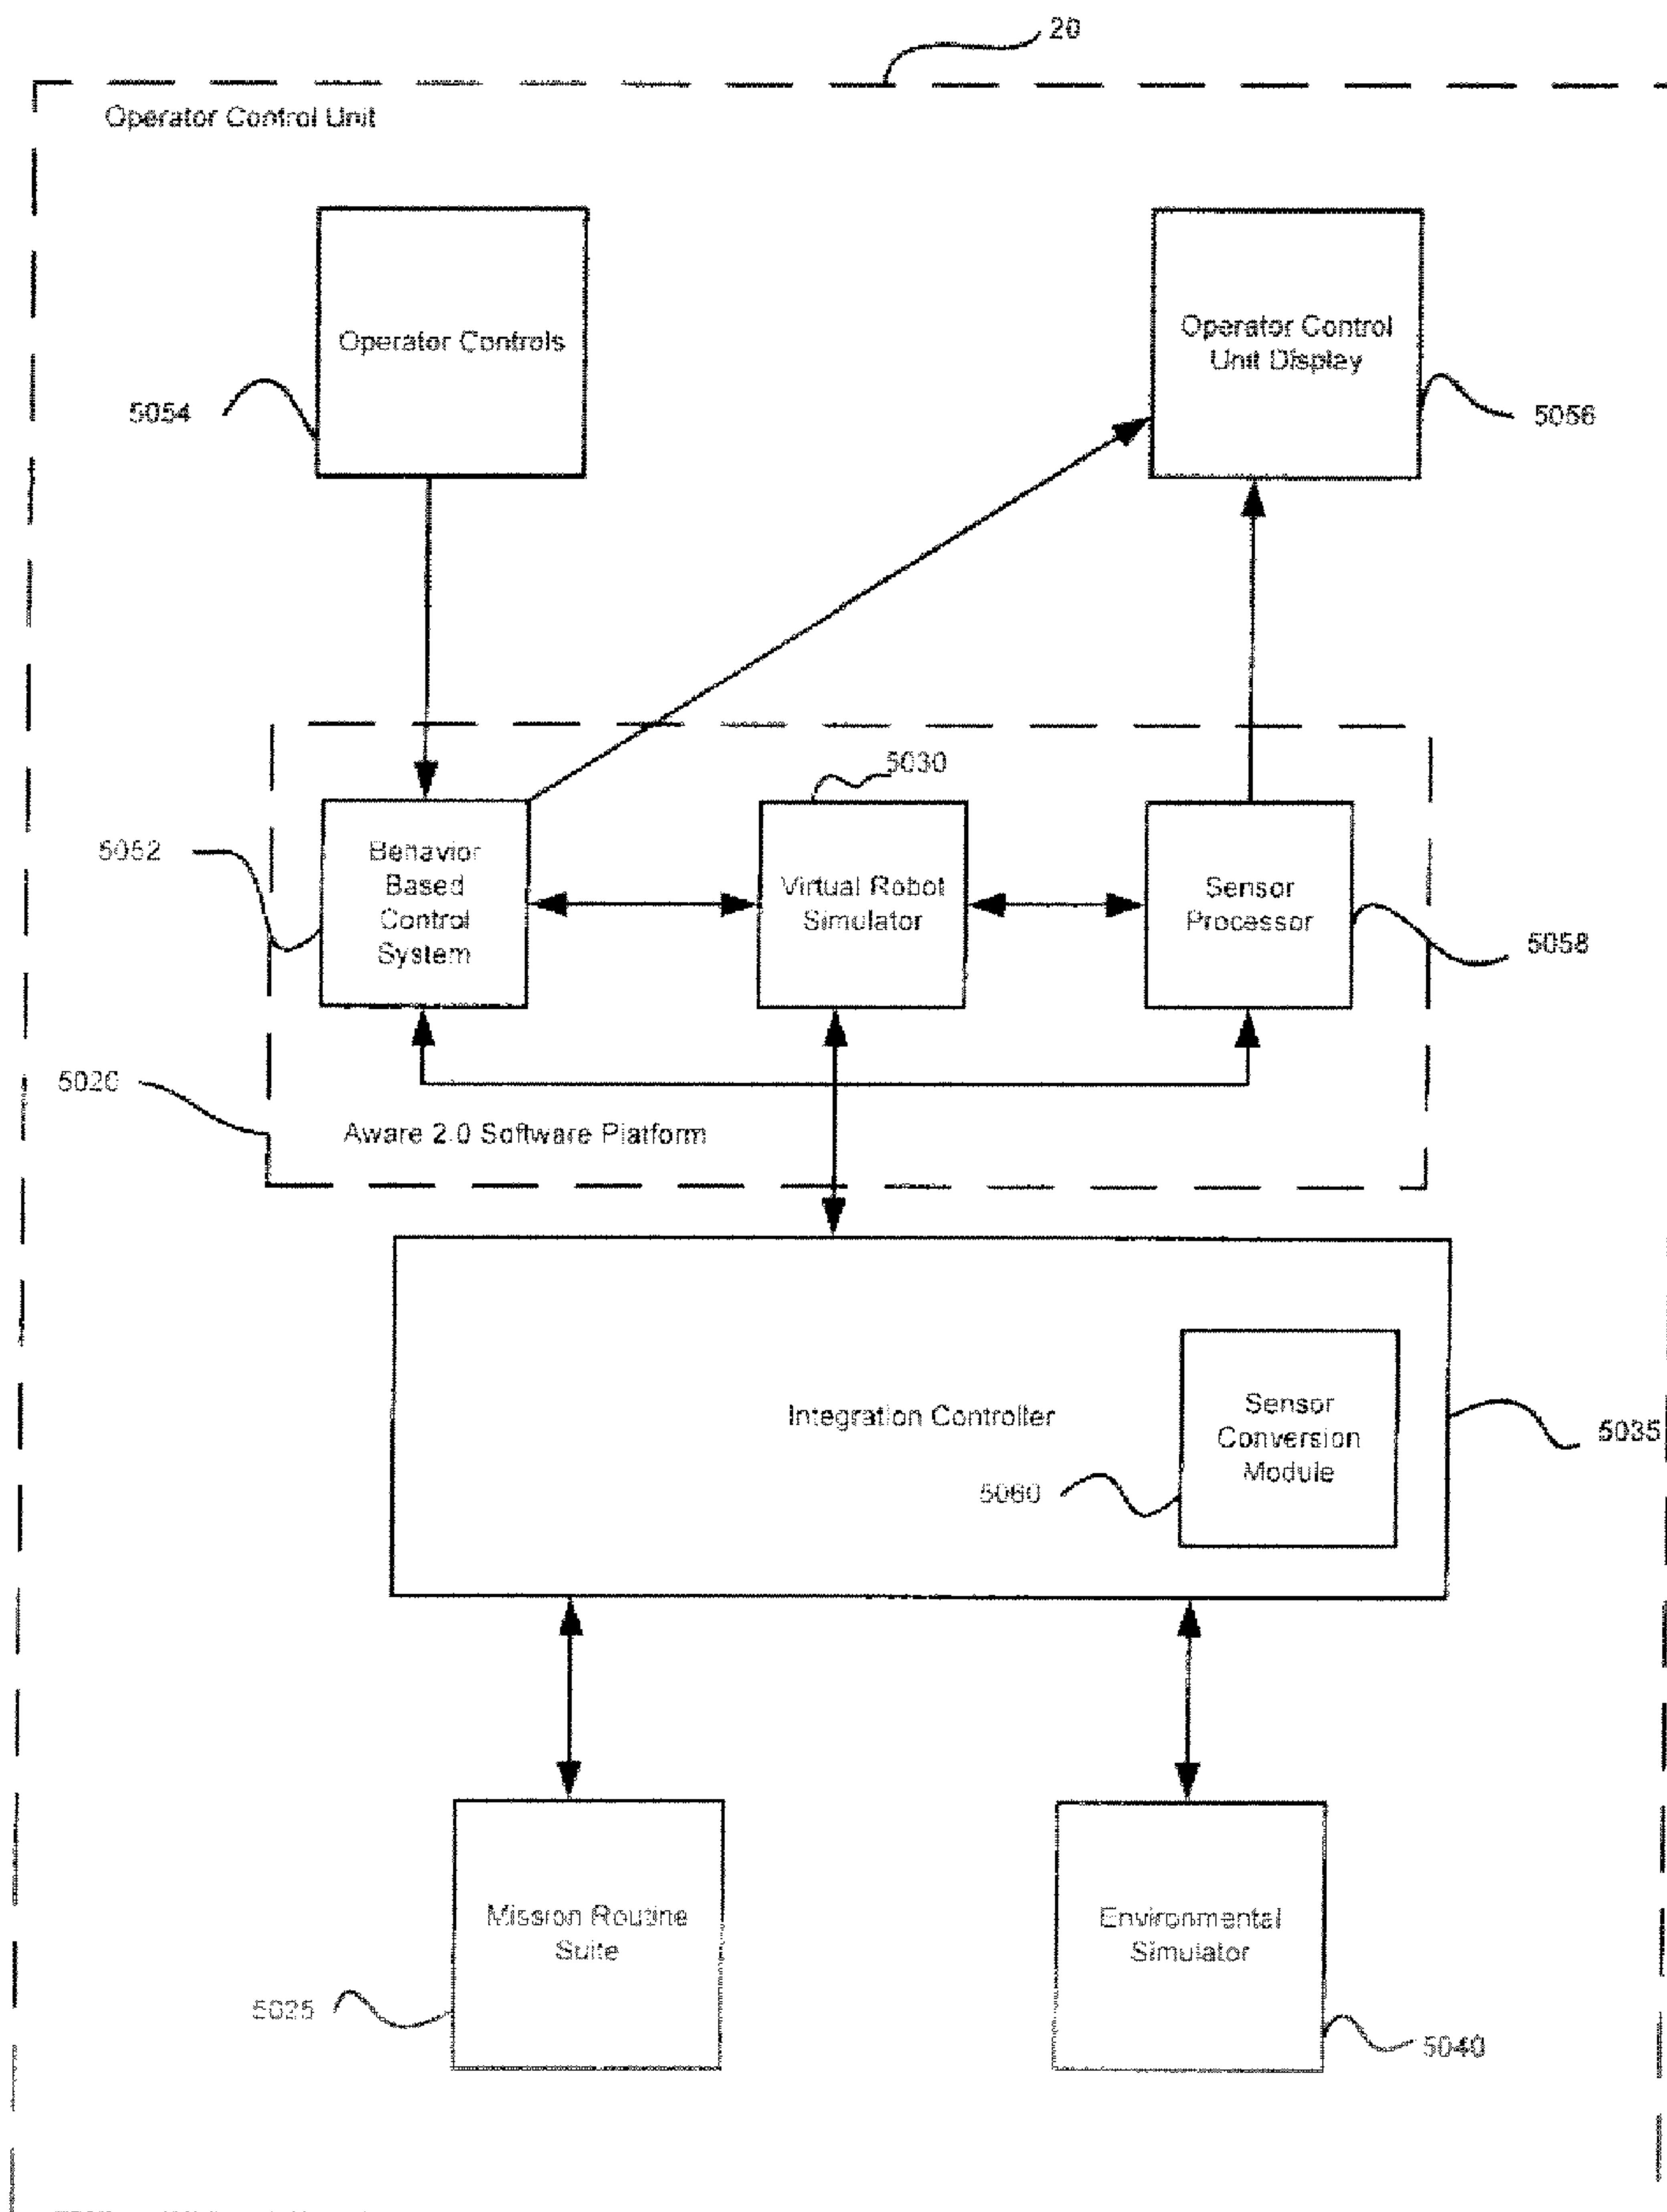 20
Operator Control Unit
Operator Controls
Operator Control
Unit Display
5054
5056
5030
5052
Behavior
Based
Control
System
Virtual Robot
Simulator
Sensor
Processor
5058
5020
Aware 2.0 Software Platform
Integration Controller
Sensor
Conversion
Module
5035
5060
Mission Routine
Suite
Environmental
Simulator
5025
5040